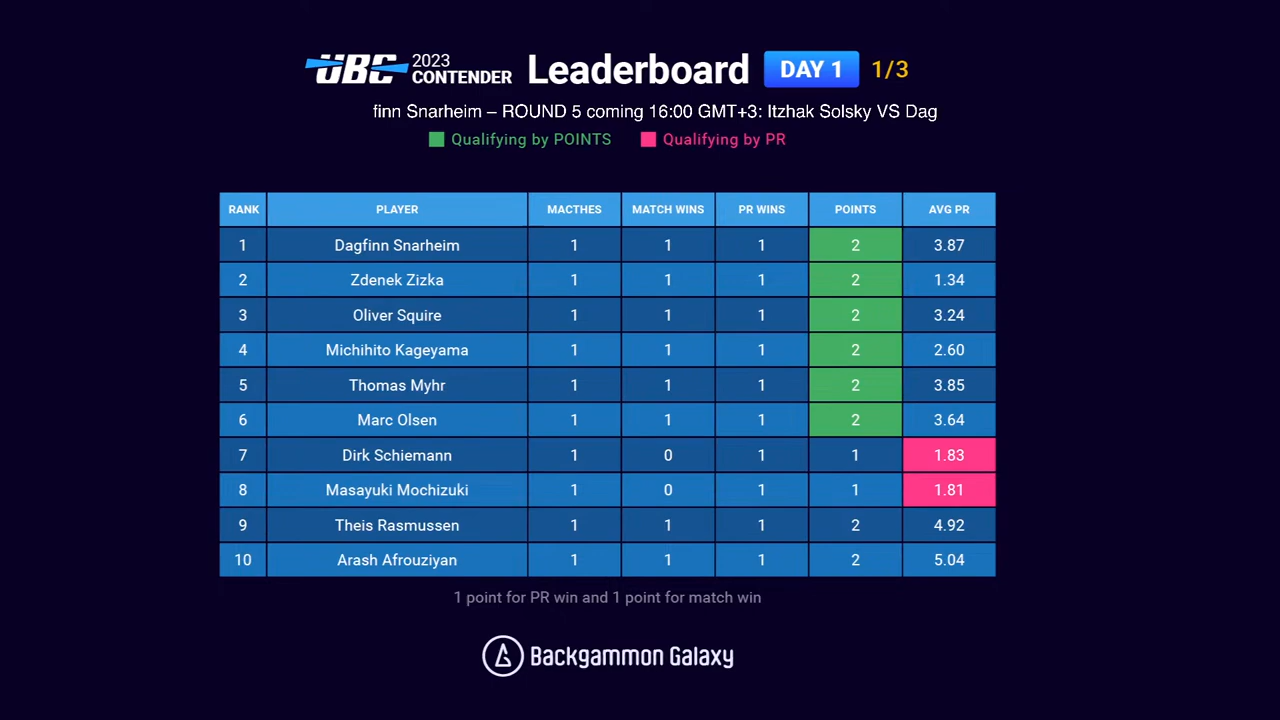 UBC 2023 CONTENDER Leaderboard DAY 1 1/3
finn Snarheim – ROUND 5 coming 16:00 GMT+3: Itzhak Solsky VS Dag
Qualifying by POINTS Qualifying by PR
RANK PLAYER MACTHES MATCH WINS PR WINS POINTS AVG PR
1 Dagfinn Snarheim 1 1 1 2 3.87
2 Zdenek Zizka 1 1 1 2 1.34
3 Oliver Squire 1 1 1 2 3.24
4 Michihito Kageyama 1 1 1 2 2.60
5 Thomas Myhr 1 1 1 2 3.85
6 Marc Olsen 1 1 1 2 3.64
7 Dirk Schiemann 1 0 1 1 1.83
8 Masayuki Mochizuki 1 0 1 1 1.81
9 Theis Rasmussen 1 1 1 2 4.92
10 Arash Afrouziyan 1 1 1 2 5.04
1 point for PR win and 1 point for match win
Backgammon Galaxy